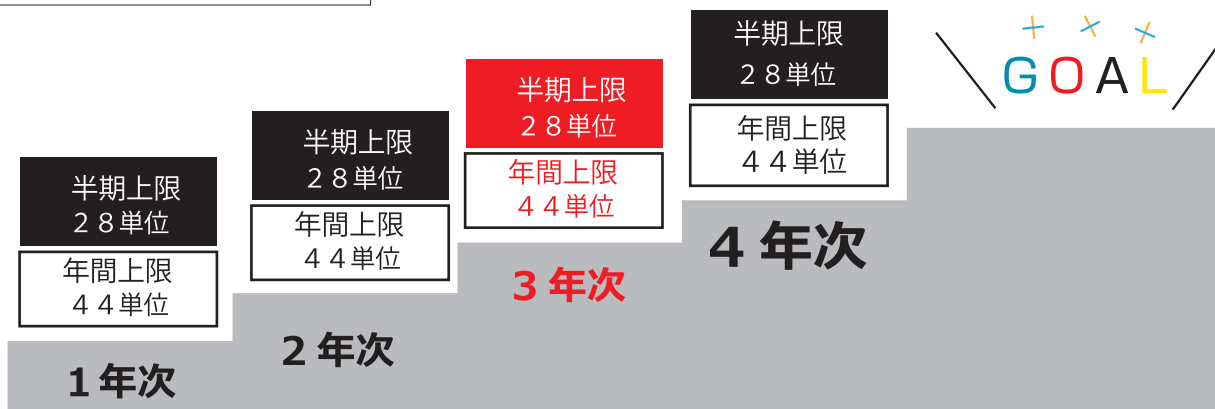 半期上限
２８単位
年間上限
４４単位
１年次
半期上限
２８単位
年間上限
４４単位
２年次
半期上限
２８単位
年間上限
４４単位
３年次
半期上限
２８単位
年間上限
４４単位
４年次
GOAL